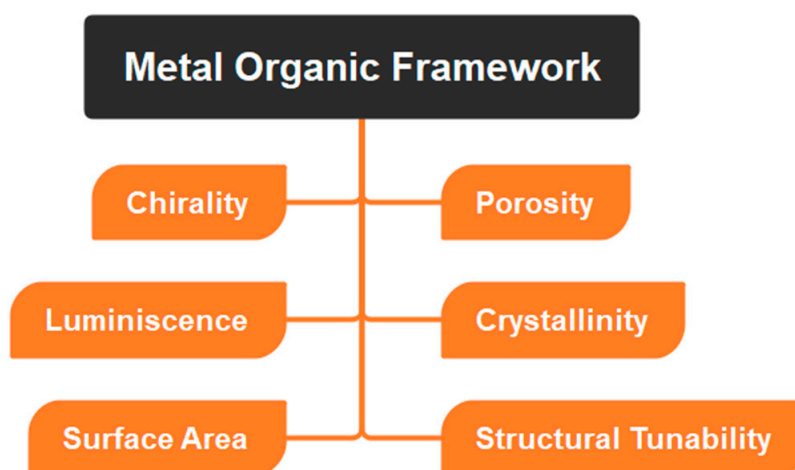 Metal Organic Framework
Chirality
Porosity
Luminiscence
Crystallinity
Surface Area
Structural Tunability